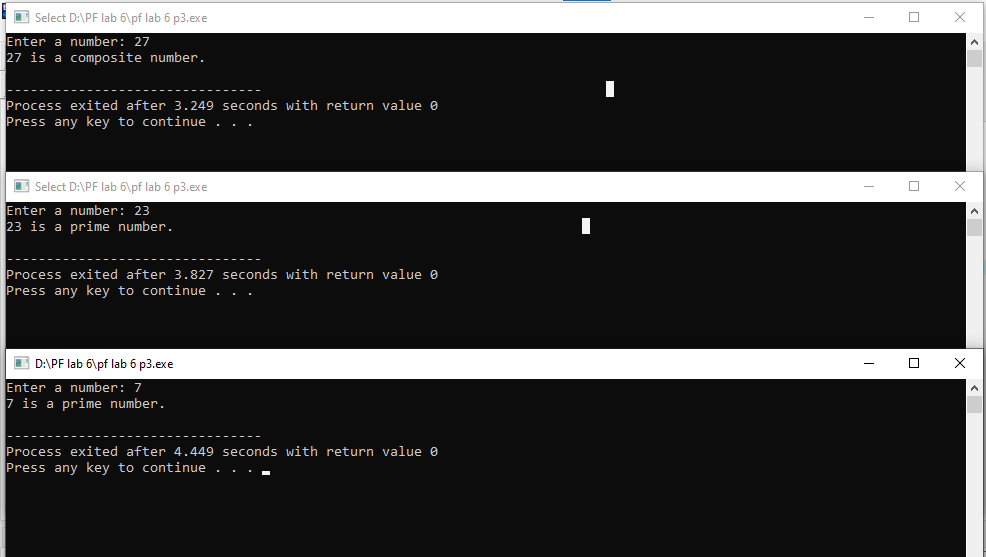 Select D:\PF lab 6\pf lab 6 p3.exe
Enter a number: 27
27 is a composite number.
--------------------------------
Process exited after 3.249 seconds with return value 0
Press any key to continue . . .
Select D:\PF lab 6\pf lab 6 p3.exe
Enter a number: 23
23 is a prime number.
--------------------------------
Process exited after 3.827 seconds with return value 0
Press any key to continue . . .
D:\PF lab 6\pf lab 6 p3.exe
Enter a number: 7
7 is a prime number.
--------------------------------
Process exited after 4.449 seconds with return value 0
Press any key to continue . . .